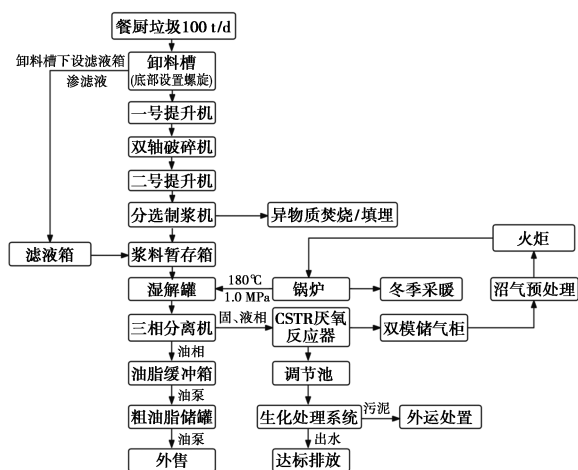 餐厨垃圾100 t/d
卸料槽下设滤液箱
渗滤液
卸料槽
(底部设置螺旋)
一号提升机
双轴破碎机
二号提升机
分选制浆机
异物质焚烧/填埋
火炬
滤液箱
浆料暂存箱
湿解罐
180℃
1.0 MPa
锅炉
冬季采暖
沼气预处理
三相分离机
固、液相
CSTR厌氧
反应器
双模储气柜
油相
油脂缓冲箱
调节池
油泵
粗油脂储罐
生化处理系统
污泥
外运处置
油泵
出水
外售
达标排放